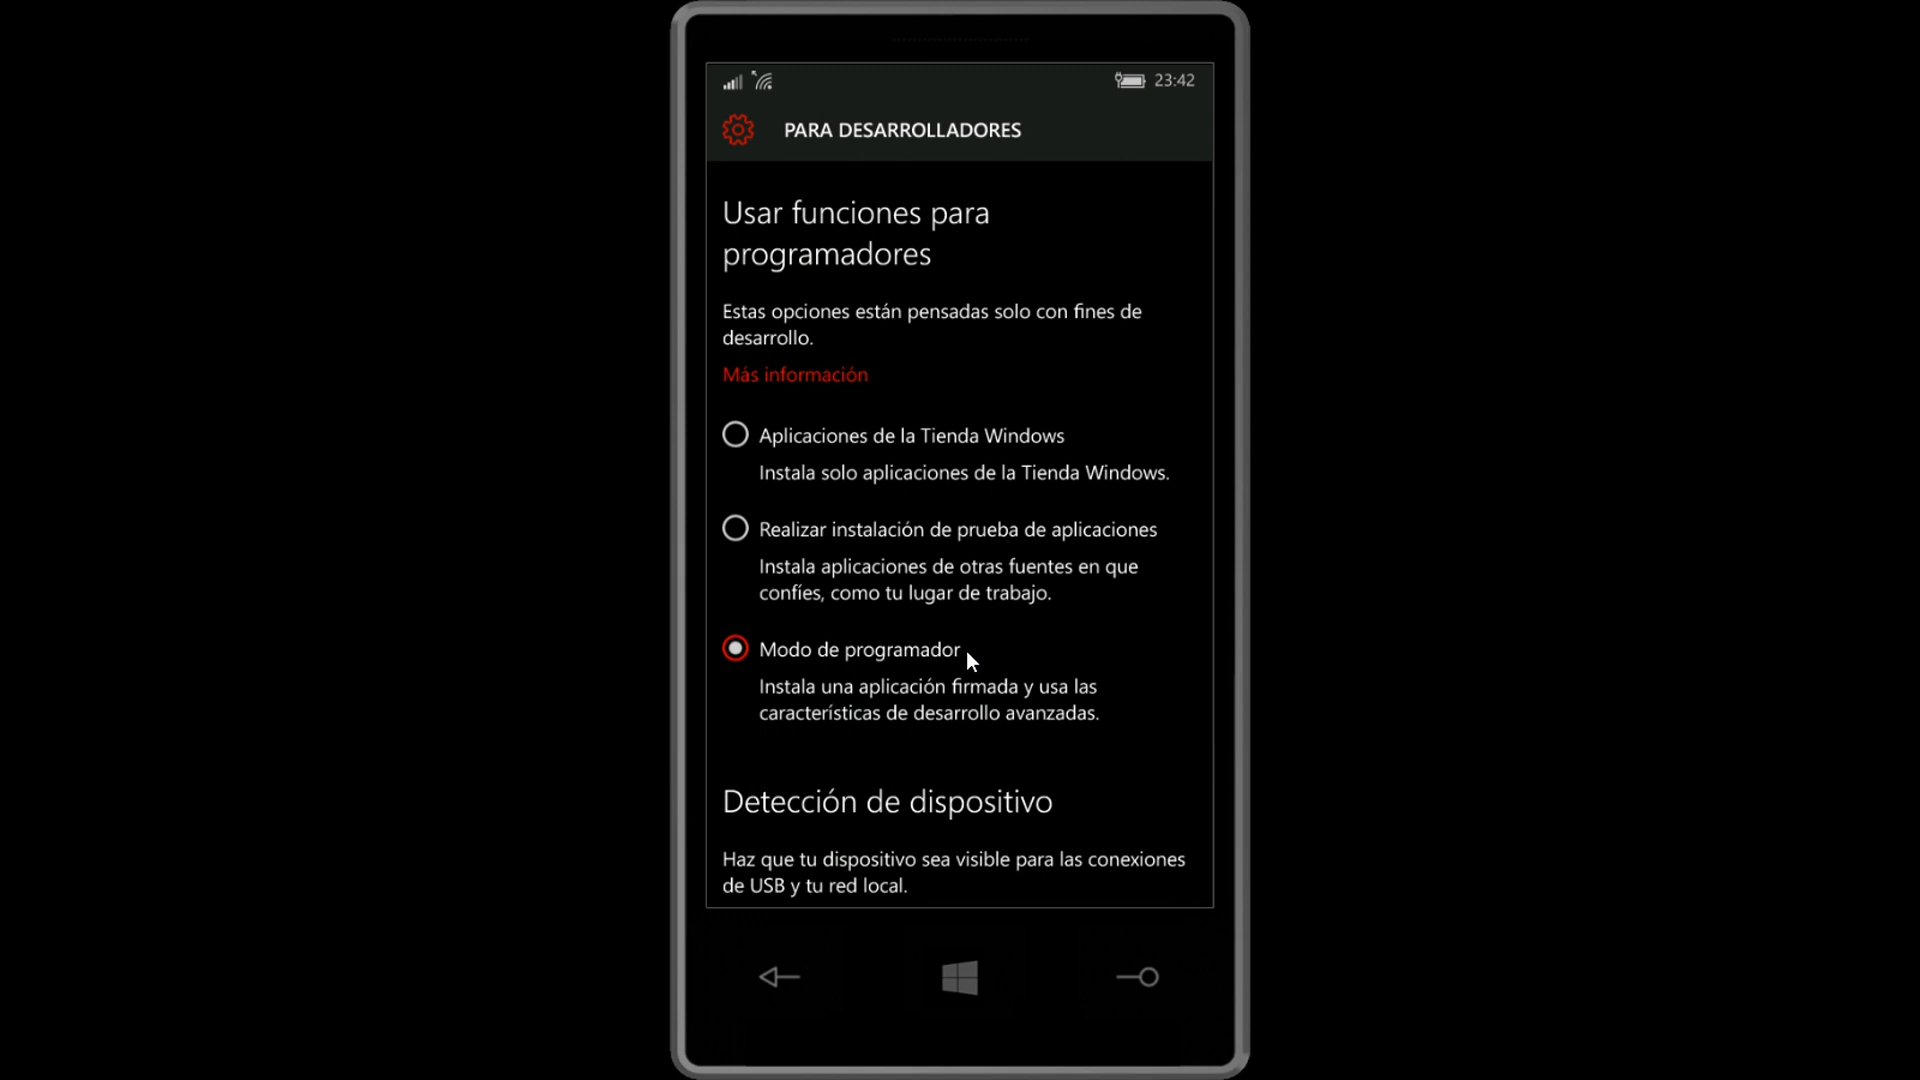 23:42
PARA DESARROLLADORES
Usar funciones para
programadores
Estas opciones están pensadas solo con fines de
desarrollo.
Más información
Aplicaciones de la Tienda Windows
Instala solo aplicaciones de la Tienda Windows.
Realizar instalación de prueba de aplicaciones
Instala aplicaciones de otras fuentes en que
confíes, como tu lugar de trabajo.
Modo de programador
Instala una aplicación firmada y usa las
características de desarrollo avanzadas.
Detección de dispositivo
Haz que tu dispositivo sea visible para las conexiones
de USB y tu red local.